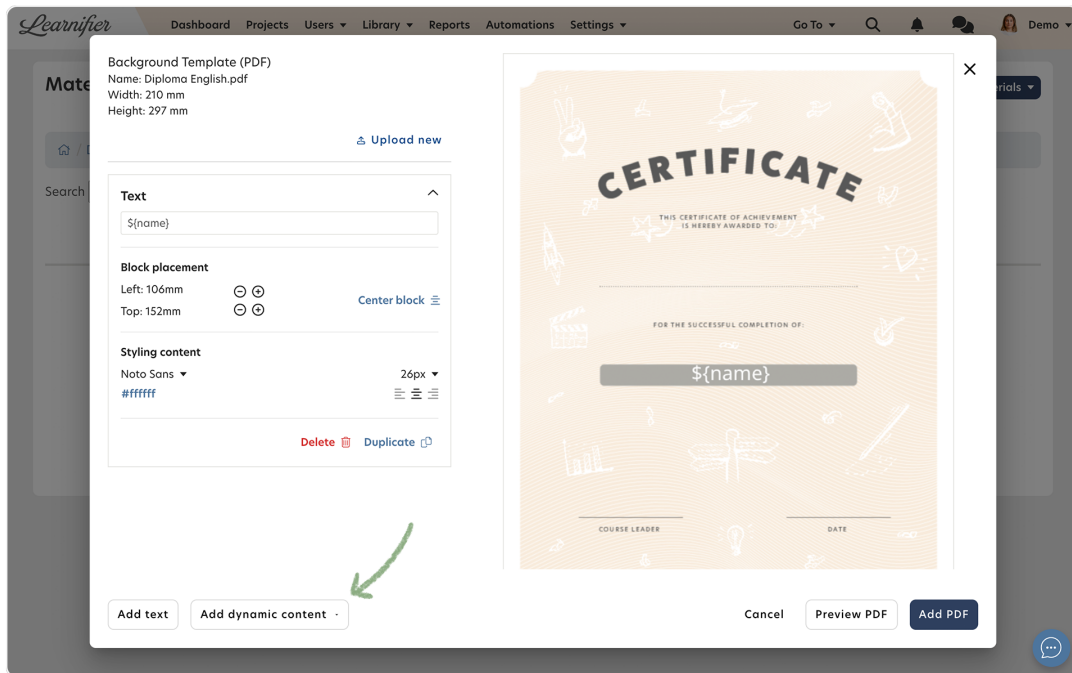 Learnifier
Dashboard Projects Users Library Reports Automations Settings Go To Demo
Background Template (PDF)
Name: Diploma English.pdf
Width: 210 mm
Height: 297 mm
Upload new
Mate
rials
/
Search
Text
${name}
Block placement
Left: 106mm
Top: 152mm
Center block
Styling content
Noto Sans 26px
#ffffff
Delete Duplicate
CERTIFICATE
THIS CERTIFICATE OF ACHIEVEMENT
IS HEREBY AWARDED TO:
FOR THE SUCCESSFUL COMPLETION OF:
${name}
COURSE LEADER DATE
Add text Add dynamic content Cancel Preview PDF Add PDF